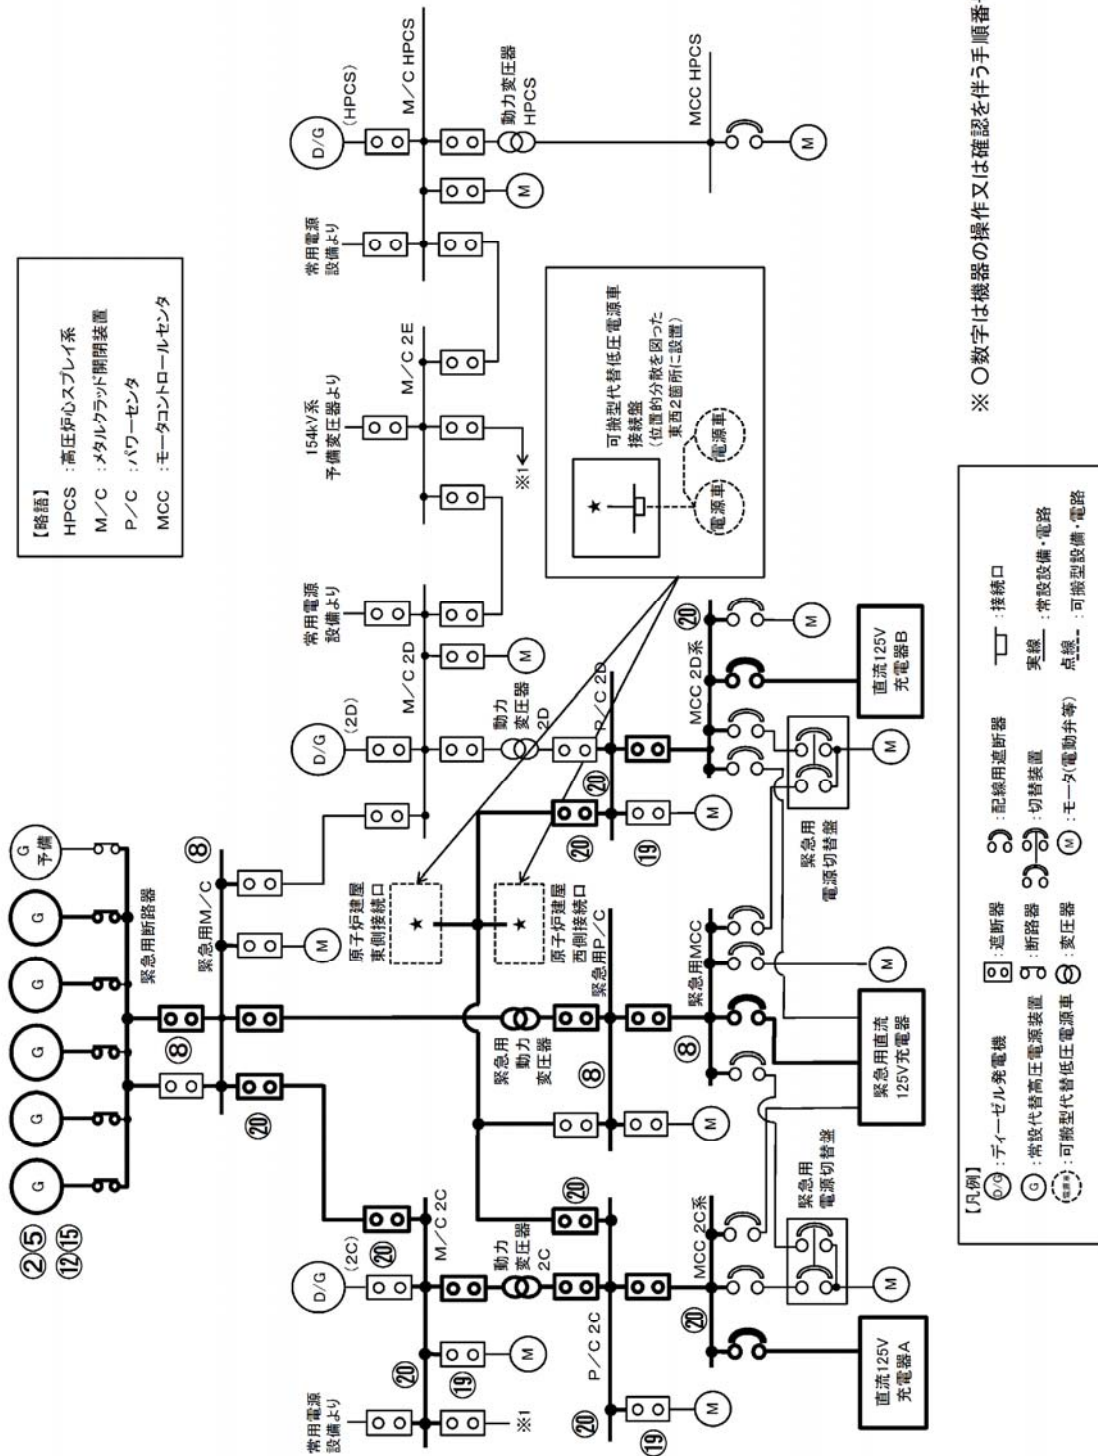 ②⑤
⑫⑮
G
G
G
G
G
G
予備
緊急用断路器
⑧
緊急用M/C
⑧
⑳
M
常用電源
設備より
⑳
※1
⑲
M
D/G
(2C)
⑳
M/C 2C
動力
変圧器
2C
⑳
P/C 2C
⑳
⑲
M
⑳
MCC 2C系
直流125V
充電器A
M
緊急用
電源切替盤
緊急用
動力
変圧器
⑧
緊急用P/C
M
⑧
緊急用MCC
緊急用直流
125V充電器
M
★
原子炉建屋
東側接続口
★
原子炉建屋
西側接続口
D/G
(2D)
M/C 2D
常用電源
設備より
M
動力
変圧器
2D
⑳
⑳
P/C 2D
⑲
M
MCC 2D系
⑳
M
緊急用
電源切替盤
M
直流125V
充電器B
154kV系
予備変圧器より
M/C 2E
※1
常用電源
設備より
D/G
(HPCS)
M/C HPCS
M
動力変圧器
HPCS
MCC HPCS
M
可搬型代替低圧電源車
接続盤
(位置的分散を図った
東西2箇所に設置)
★
電源車
電源車
【略語】
HPCS :高圧炉心スプレイ系
M/C :メタルクラッド開閉装置
P/C :パワーセンタ
MCC :モータコントロールセンタ
【凡例】
D/G :ディーゼル発電機
G :常設代替高圧電源装置
電源車 :可搬型代替低圧電源車
:遮断器
:断路器
:変圧器
:配線用遮断器
:切替装置
M :モータ(電動弁等)
:接続口
実線 :常設設備・電路
点線 :可搬型設備・電路
※ ○数字は機器の操作又は確認を伴う手順番